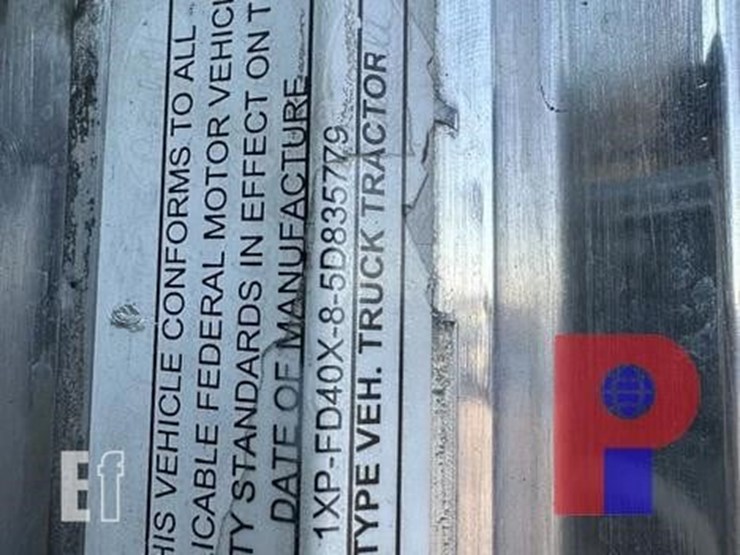 HIS VEHICLE CONFORMS TO ALL
ICABLE FEDERAL MOTOR VEHIC
TY STANDARDS IN EFFECT ON T
DATE OF MANUFACTURE
1XP-FD40X-8-5D835779
TYPE VEH. TRUCK TRACTOR
Ef
P